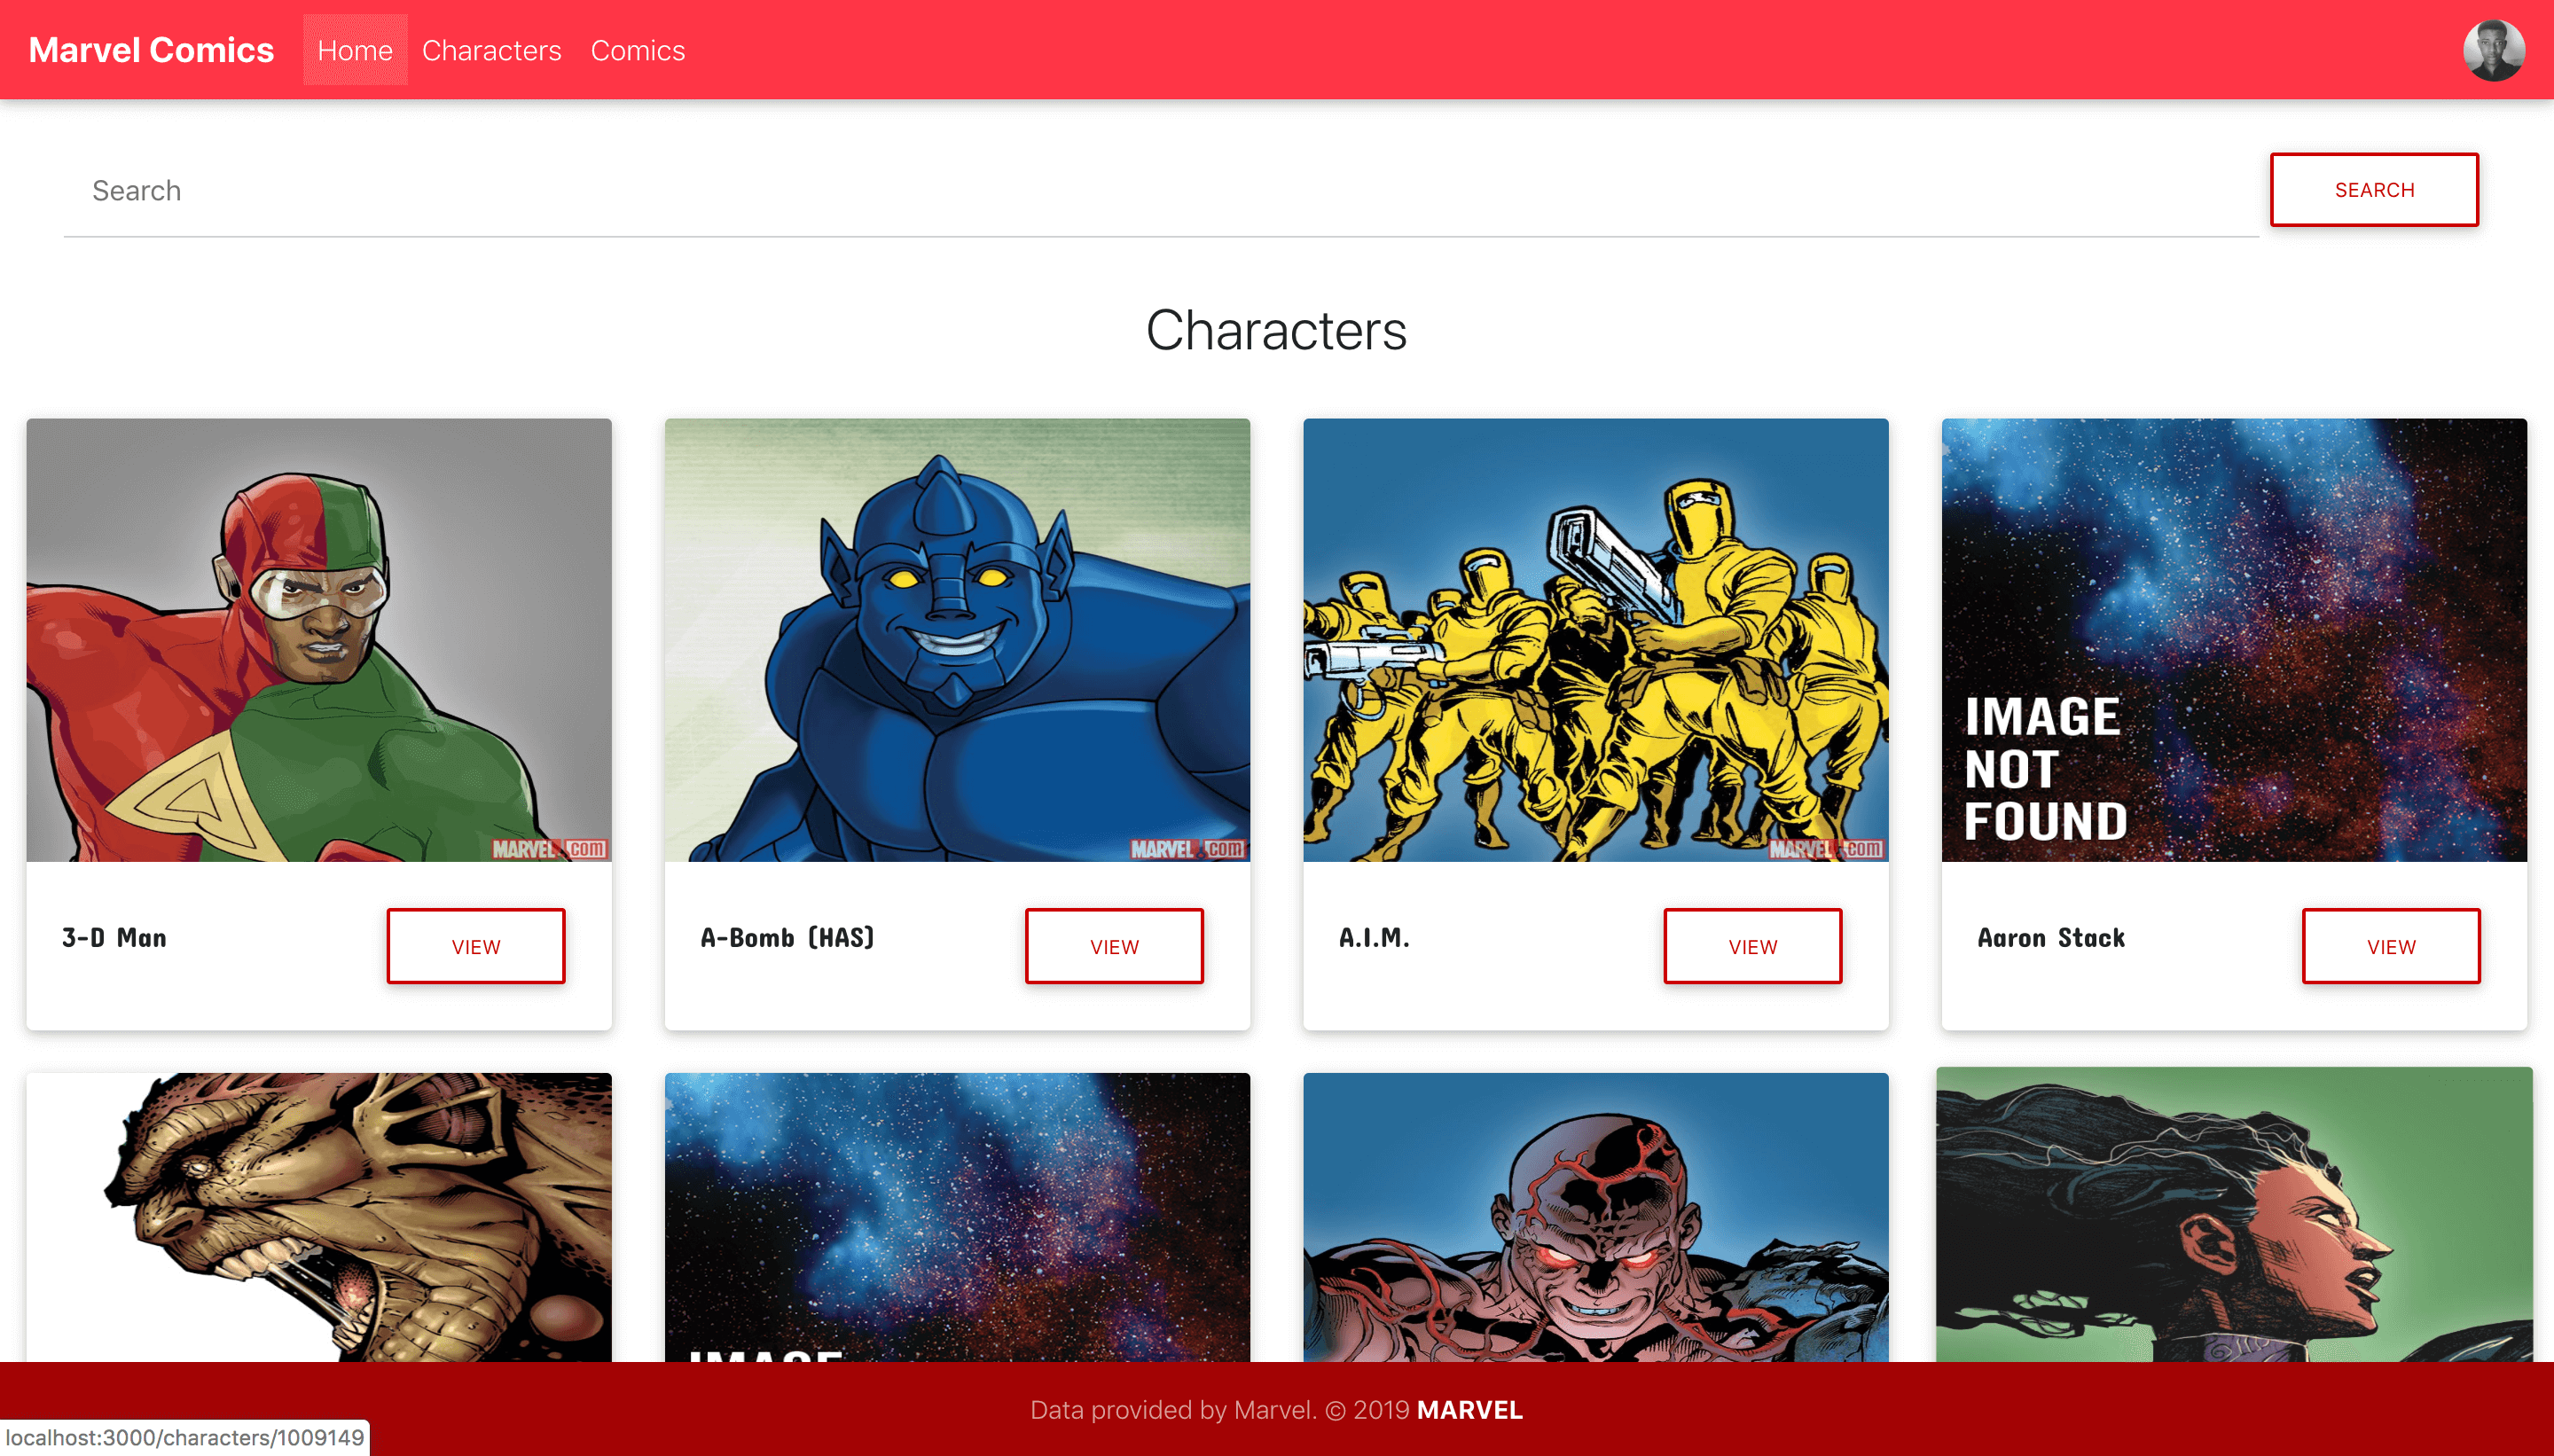 Marvel Comics Home Characters Comics
Search SEARCH
Characters
MARVEL.com
MARVEL.com
MARVEL.com
IMAGE
NOT
FOUND
3-D Man VIEW
A-Bomb (HAS) VIEW
A.I.M. VIEW
Aaron Stack VIEW
IMAGE
Data provided by Marvel. © 2019 MARVEL
localhost:3000/characters/1009149